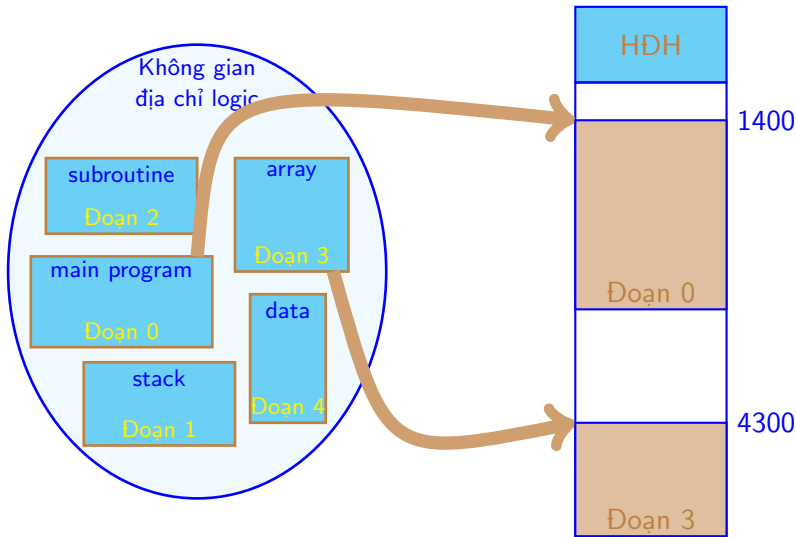 Không gian
địa chỉ logic
subroutine
Đoạn 2
array
Đoạn 3
main program
Đoạn 0
data
Đoạn 4
stack
Đoạn 1
HĐH
1400
Đoạn 0
4300
Đoạn 3